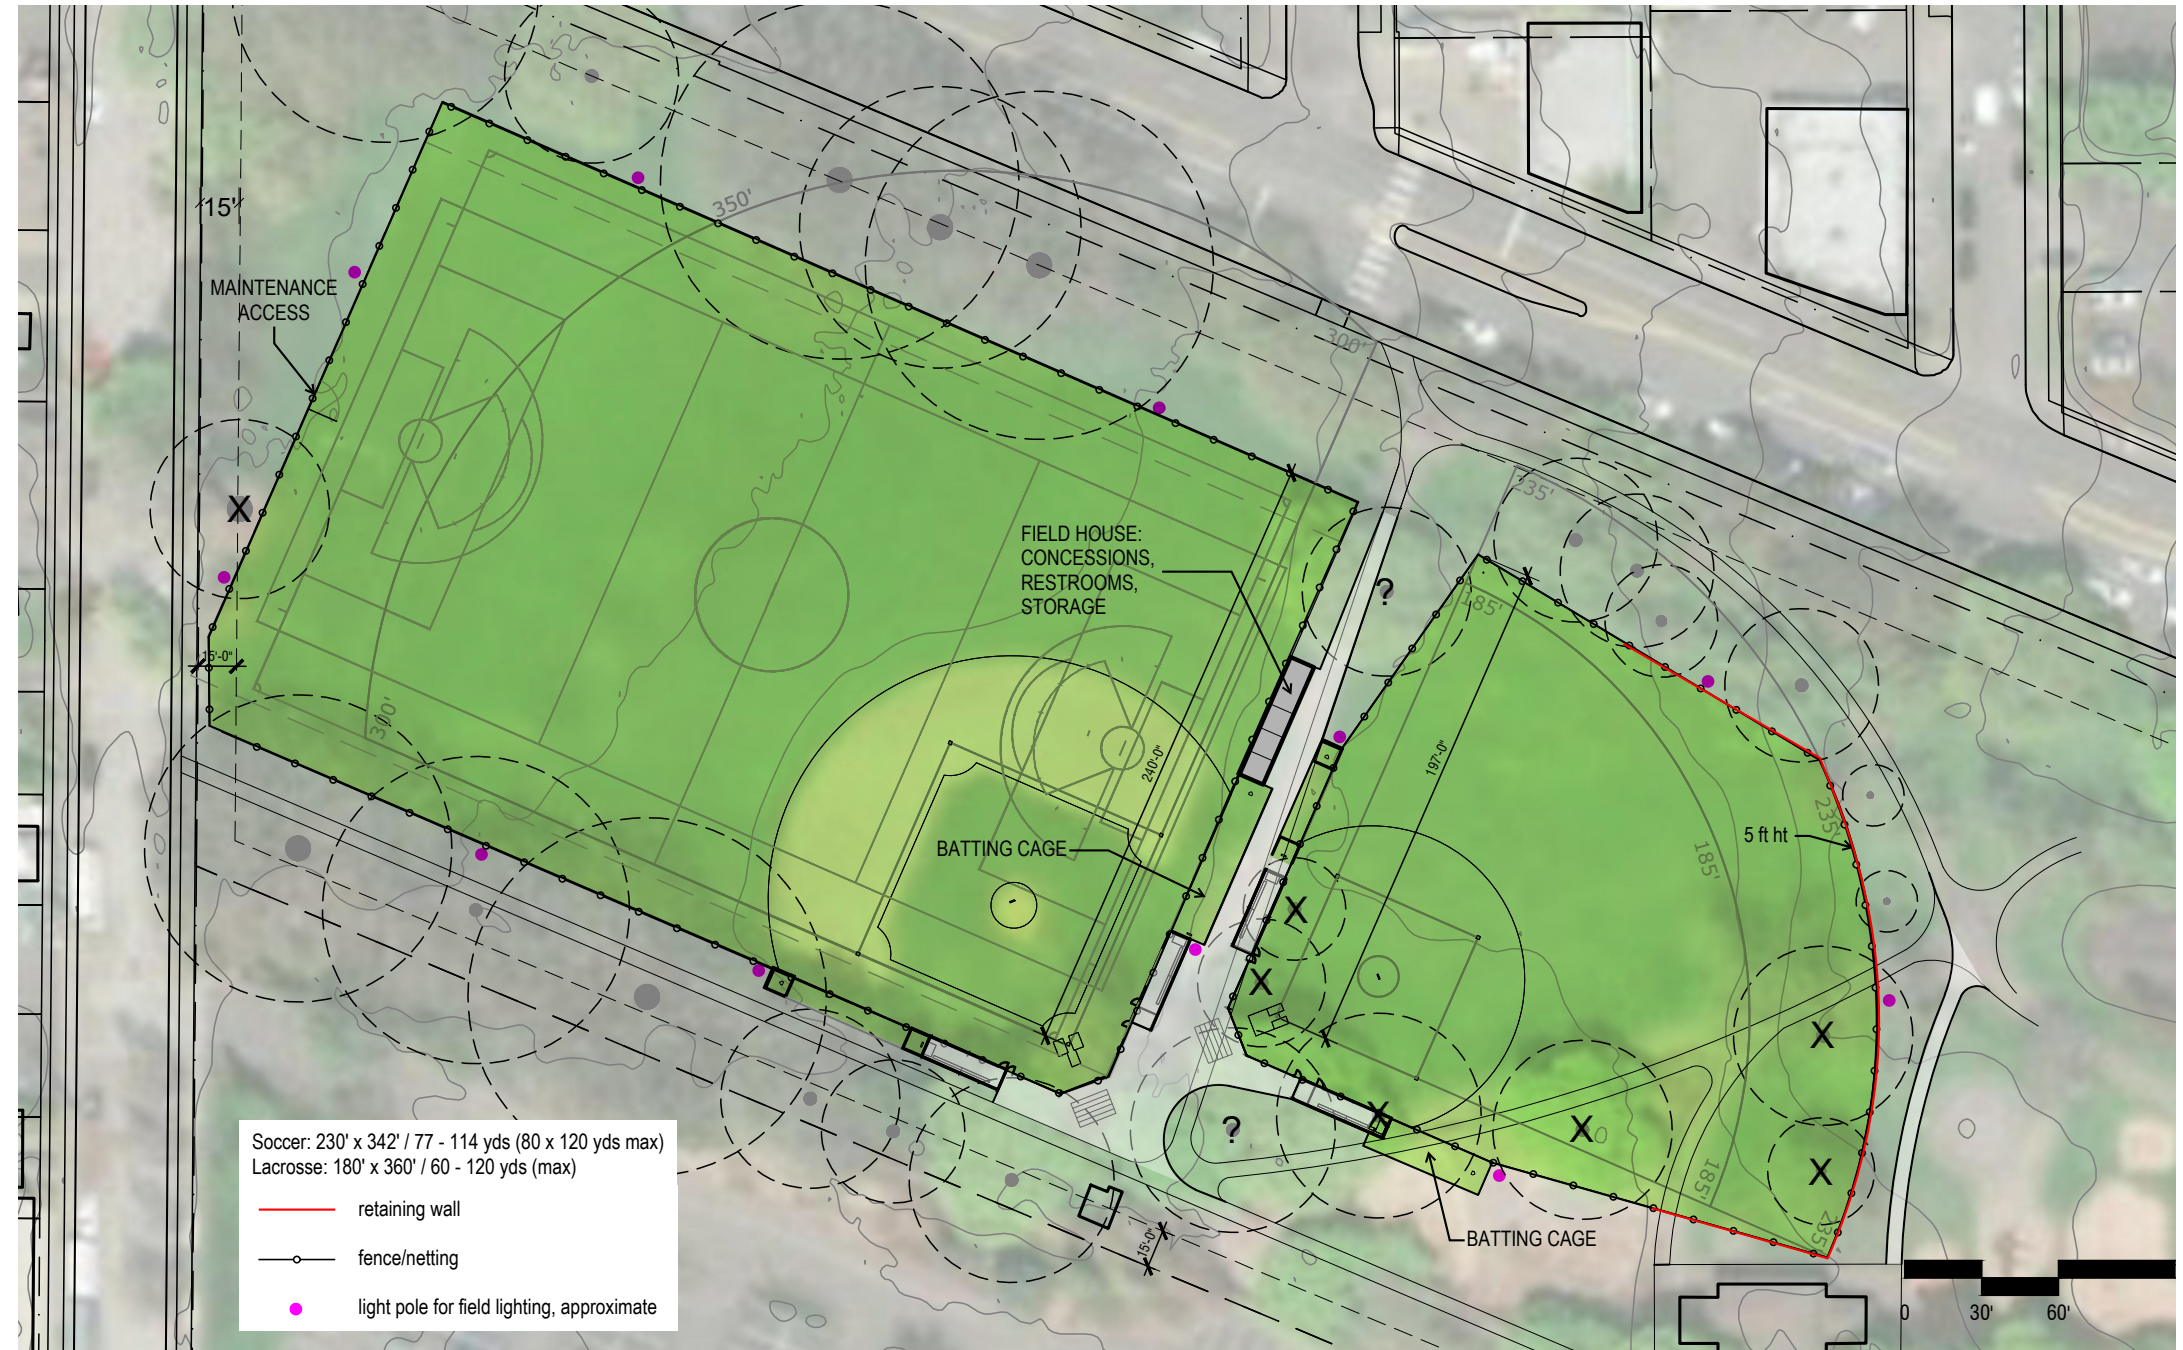 15'
MAINTENANCE
ACCESS
350'
300'
FIELD HOUSE:
CONCESSIONS,
RESTROOMS,
STORAGE
?
235'
185'
X
15'-0"
300'
240'-0"
197'-0"
BATTING CAGE
235'
5 ft ht
185'
X
X
X
X
?
X
X
185'
235'
15'-0"
BATTING CAGE
Soccer: 230' x 342' / 77 - 114 yds (80 x 120 yds max)
Lacrosse: 180' x 360' / 60 - 120 yds (max)
retaining wall
fence/netting
light pole for field lighting, approximate
0 30' 60'